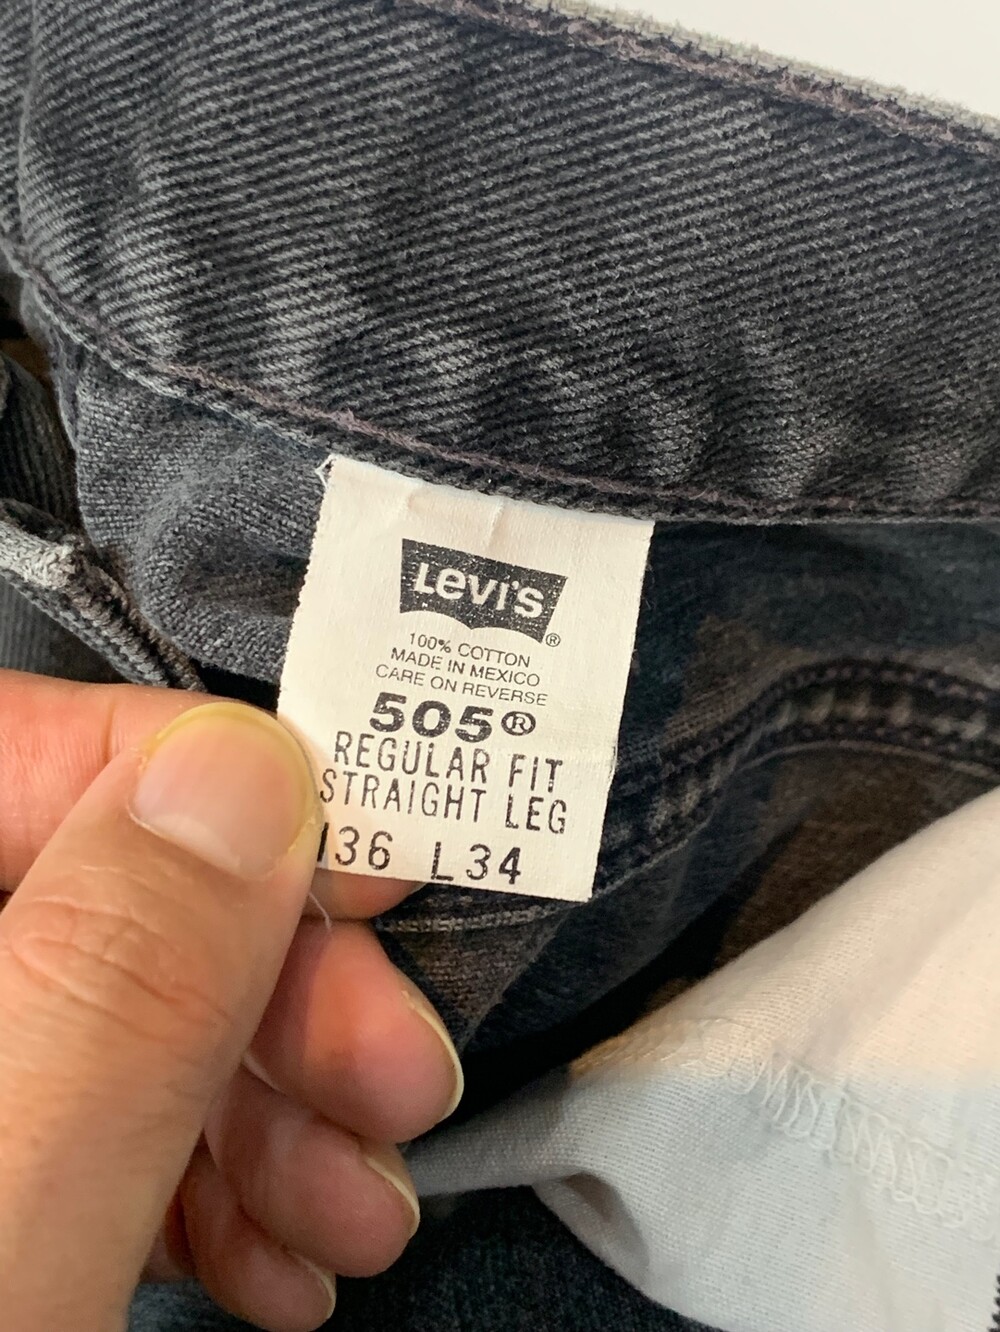 Levi's®
100% COTTON
MADE IN MEXICO
CARE ON REVERSE
505®
REGULAR FIT
STRAIGHT LEG
36 L34